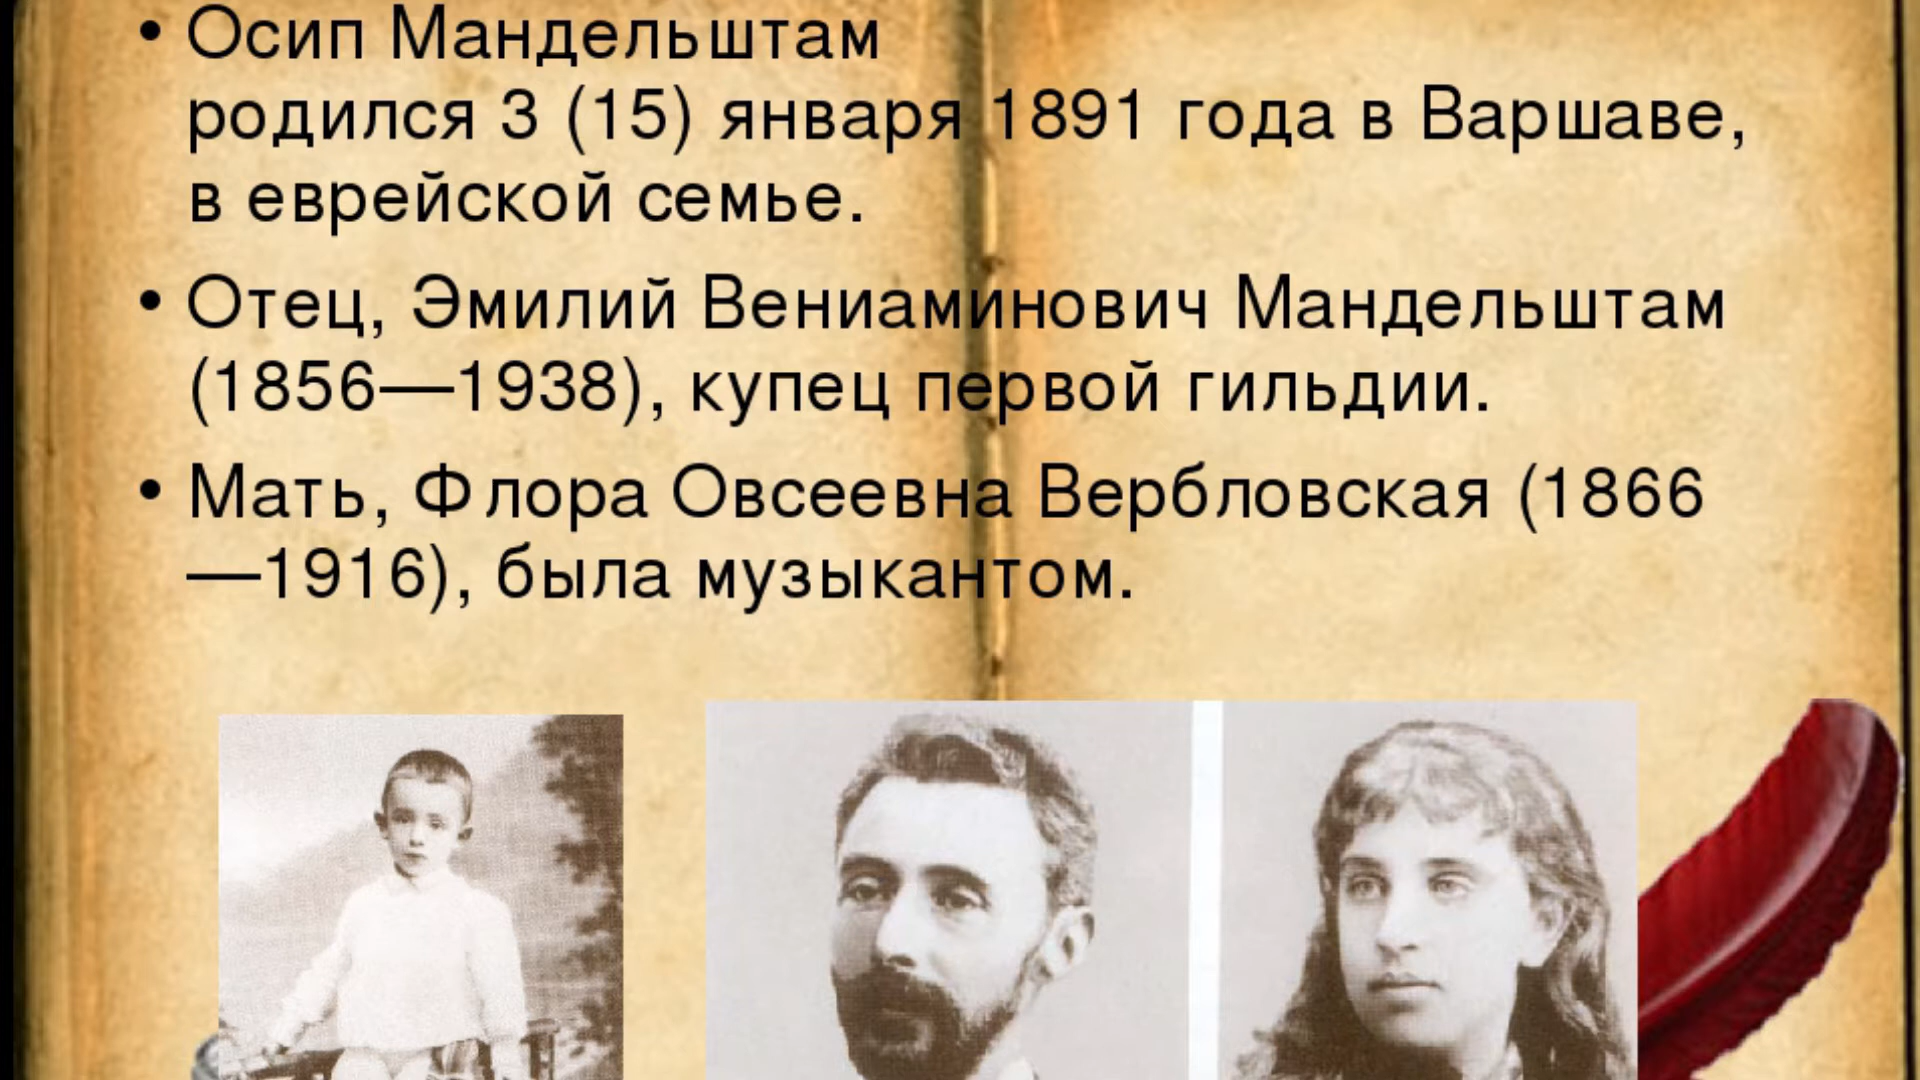 • Осип Мандельштам
родился 3 (15) января 1891 года в Варшаве,
в еврейской семье.
• Отец, Эмилий Вениаминович Мандельштам
(1856—1938), купец первой гильдии.
• Мать, Флора Овсеевна Вербловская (1866
—1916), была музыкантом.